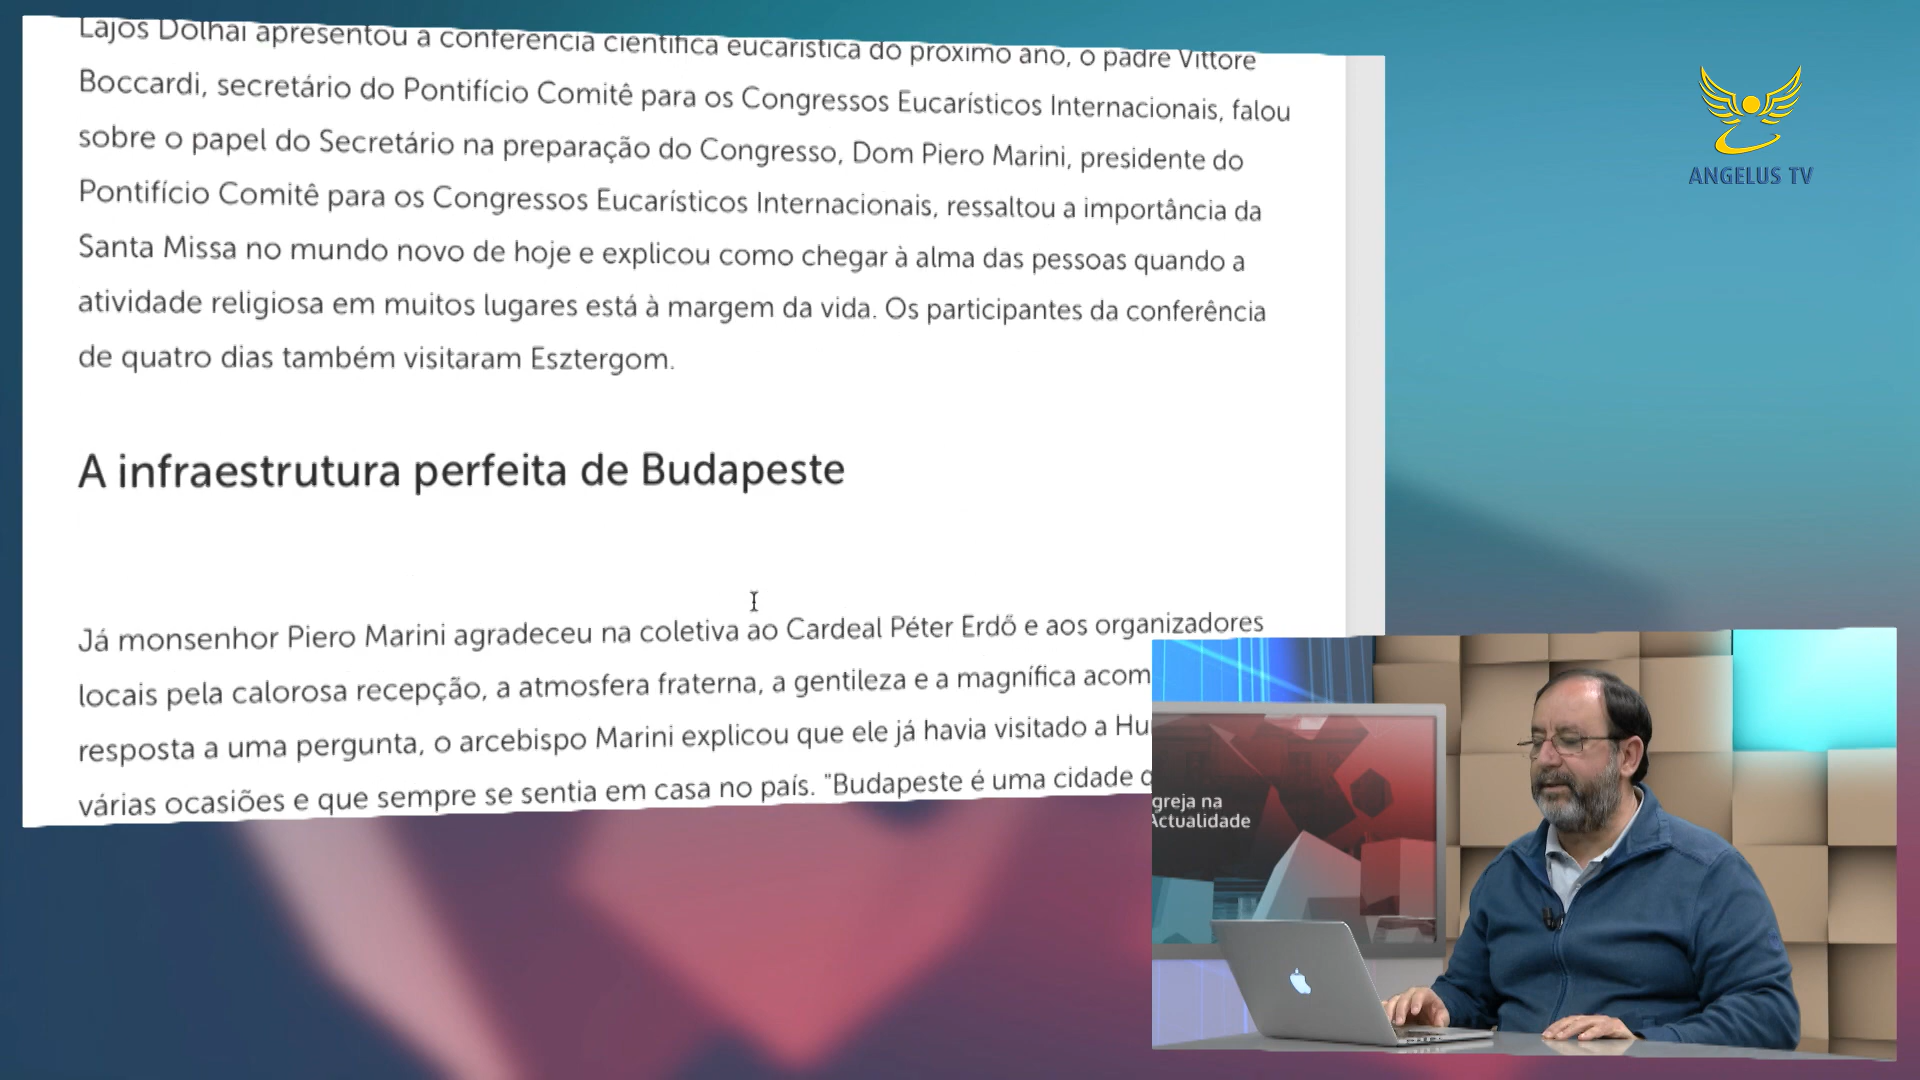 Lajos Dolhai apresentou a conferência científica eucarística do próximo ano, o padre Vittore
Boccardi, secretário do Pontifício Comitê para os Congressos Eucarísticos Internacionais, falou
sobre o papel do Secretário na preparação do Congresso, Dom Piero Marini, presidente do
Pontifício Comitê para os Congressos Eucarísticos Internacionais, ressaltou a importância da
Santa Missa no mundo novo de hoje e explicou como chegar à alma das pessoas quando a
atividade religiosa em muitos lugares está à margem da vida. Os participantes da conferência
de quatro dias também visitaram Esztergom.
A infraestrutura perfeita de Budapeste
Já monsenhor Piero Marini agradeceu na coletiva ao Cardeal Péter Erdő e aos organizadores
locais pela calorosa recepção, a atmosfera fraterna, a gentileza e a magnífica acom
resposta a uma pergunta, o arcebispo Marini explicou que ele já havia visitado a Hu
várias ocasiões e que sempre se sentia em casa no país. "Budapeste é uma cidade
ANGELUS TV
greja na
Actualidade